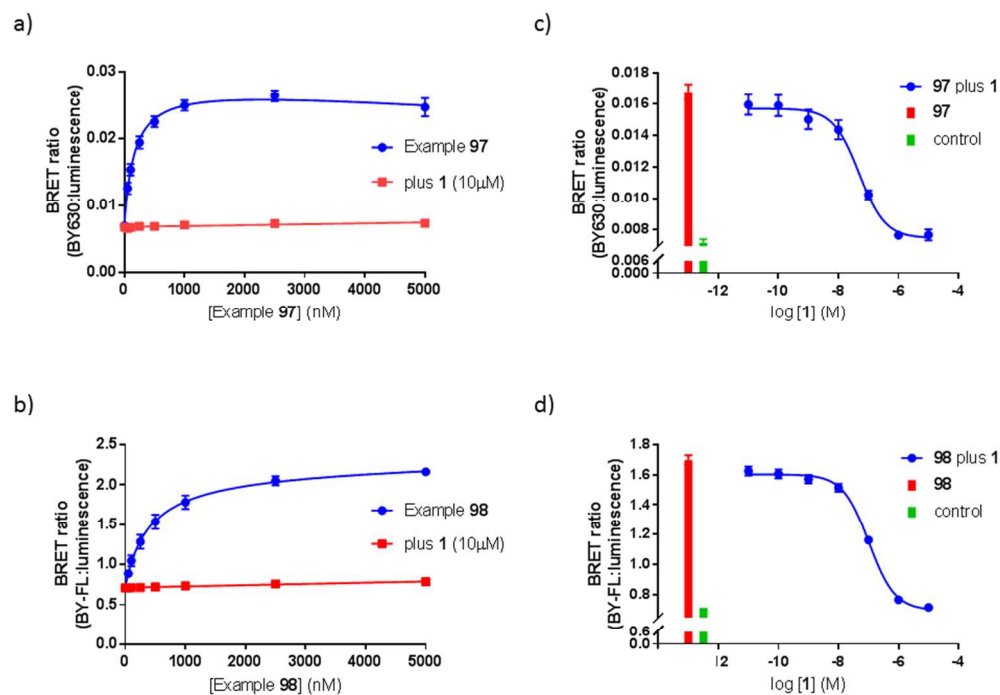 a)
BRET ratio
(BY630:luminescence)
0.03
0.02
0.01
0.00
0 1000 2000 3000 4000 5000
[Example 97] (nM)
Example 97
plus 1 (10µM)
c)
BRET ratio
(BY630:luminescence)
0.018
0.016
0.014
0.012
0.010
0.008
0.006
0.000
-12 -10 -8 -6 -4
log [1] (M)
97 plus 1
97
control
b)
BRET ratio
(BY-FL:luminescence)
2.5
2.0
1.5
1.0
0.5
0.0
0 1000 2000 3000 4000 5000
[Example 98] (nM)
Example 98
plus 1 (10µM)
d)
BRET ratio
(BY-FL:luminescence)
1.8
1.6
1.4
1.2
1.0
0.8
0.6
0.0
12 -10 -8 -6 -4
log [1] (M)
98 plus 1
98
control